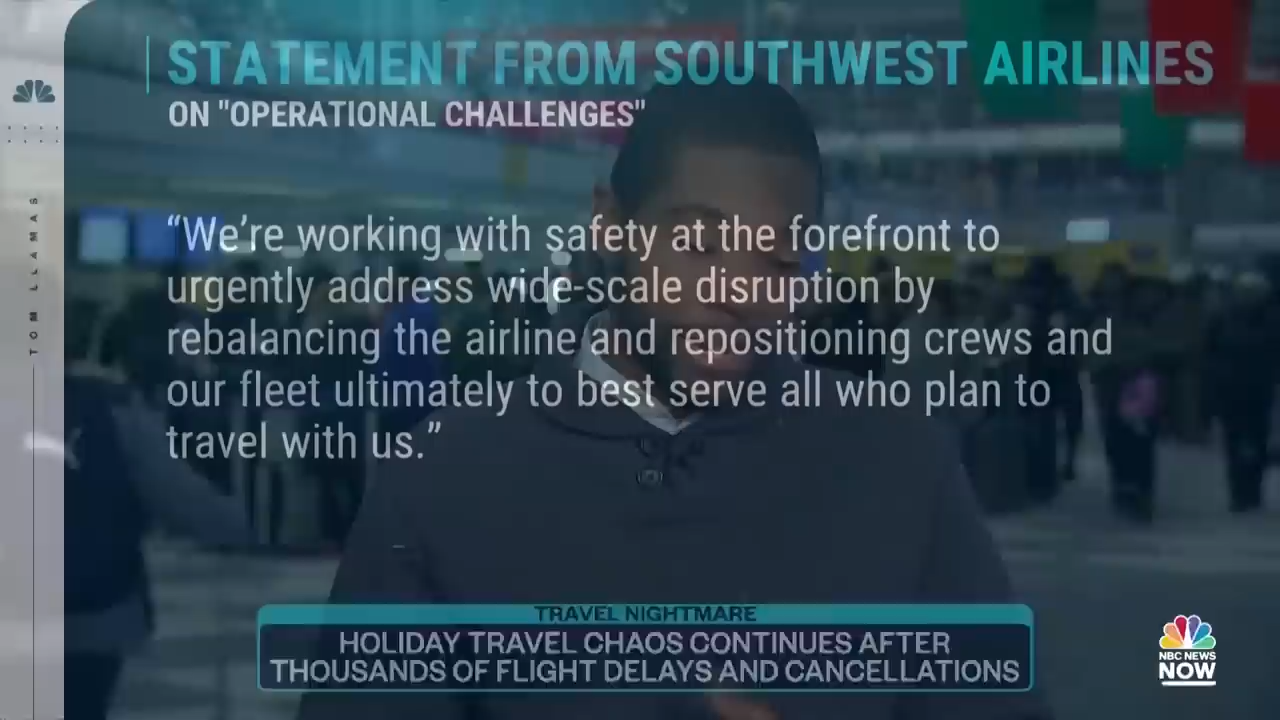 STATEMENT FROM SOUTHWEST AIRLINES
ON "OPERATIONAL CHALLENGES"
“We’re working with safety at the forefront to
urgently address wide-scale disruption by
rebalancing the airline and repositioning crews and
our fleet ultimately to best serve all who plan to
travel with us.”
TOM LLAMAS
TRAVEL NIGHTMARE
HOLIDAY TRAVEL CHAOS CONTINUES AFTER
THOUSANDS OF FLIGHT DELAYS AND CANCELLATIONS
NBC NEWS
NOW